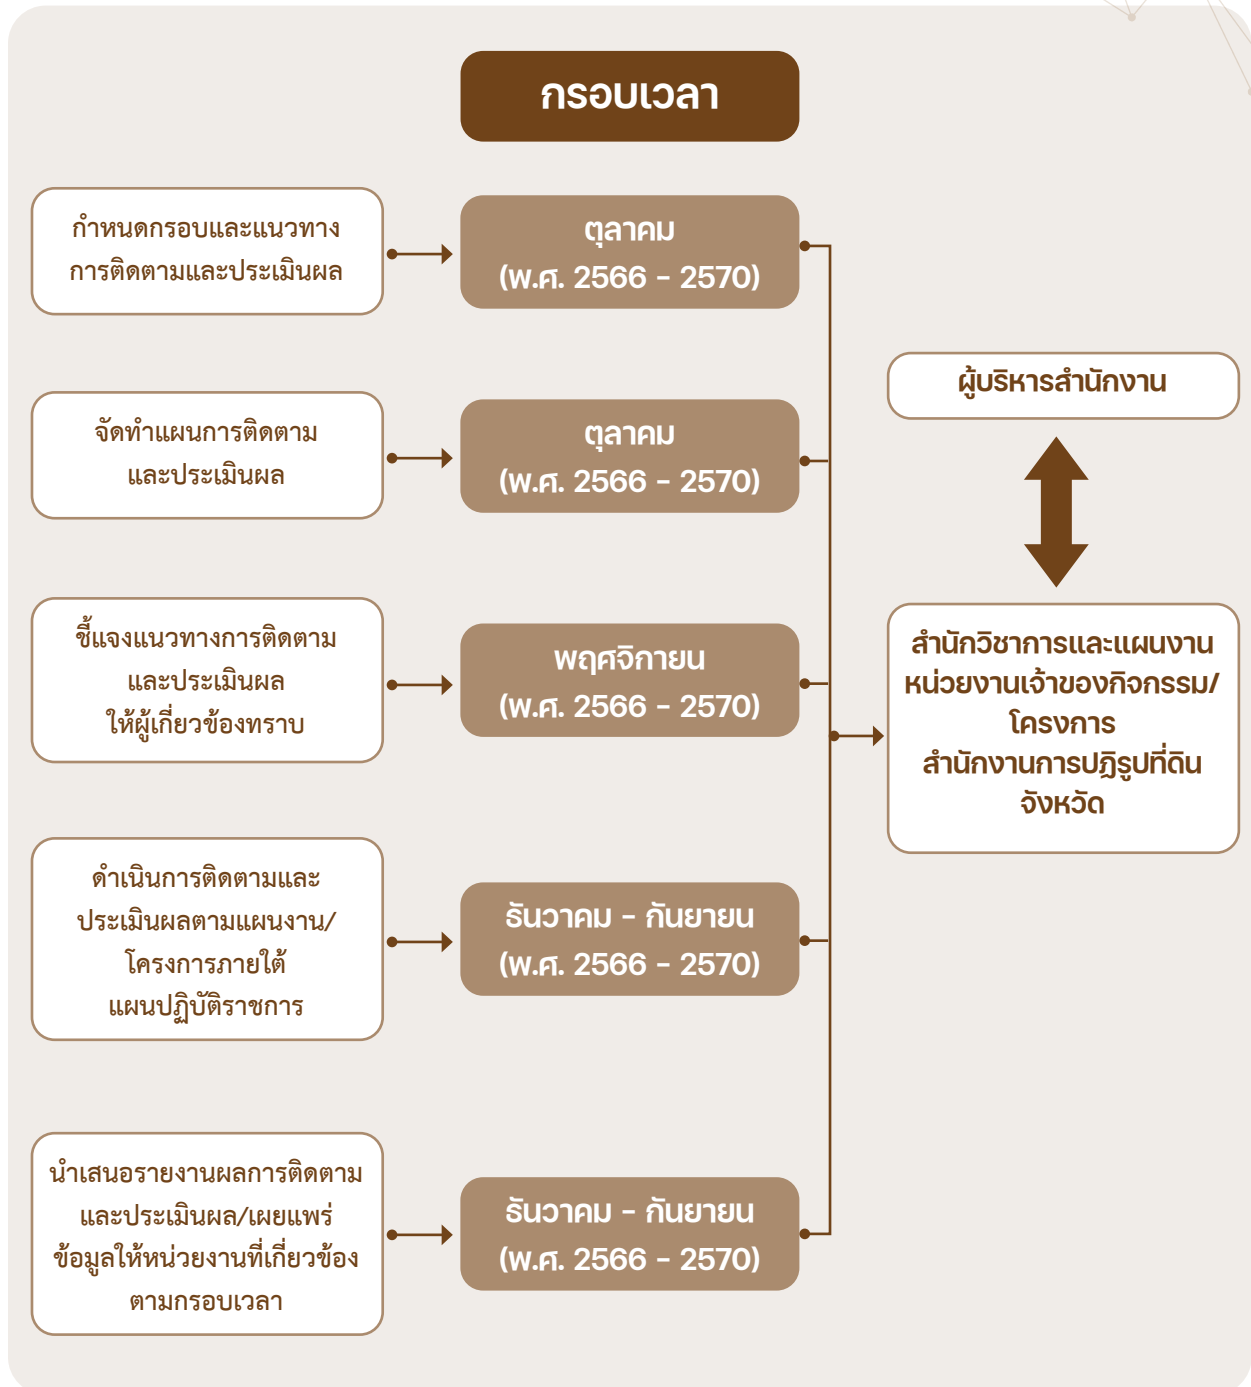 กรอบเวลา
กำหนดกรอบและแนวทาง
การติดตามและประเมินผล
ตุลาคม
(พ.ศ. 2566 - 2570)
จัดทำแผนการติดตาม
และประเมินผล
ตุลาคม
(พ.ศ. 2566 - 2570)
ชี้แจงแนวทางการติดตาม
และประเมินผล
ให้ผู้เกี่ยวข้องทราบ
พฤศจิกายน
(พ.ศ. 2566 - 2570)
ดำเนินการติดตามและ
ประเมินผลตามแผนงาน/
โครงการภายใต้
แผนปฏิบัติราชการ
ธันวาคม - กันยายน
(พ.ศ. 2566 - 2570)
นำเสนอรายงานผลการติดตาม
และประเมินผล/เผยแพร่
ข้อมูลให้หน่วยงานที่เกี่ยวข้อง
ตามกรอบเวลา
ธันวาคม - กันยายน
(พ.ศ. 2566 - 2570)
ผู้บริหารสำนักงาน
สำนักวิชาการและแผนงาน
หน่วยงานเจ้าของกิจกรรม/
โครงการ
สำนักงานการปฏิรูปที่ดิน
จังหวัด